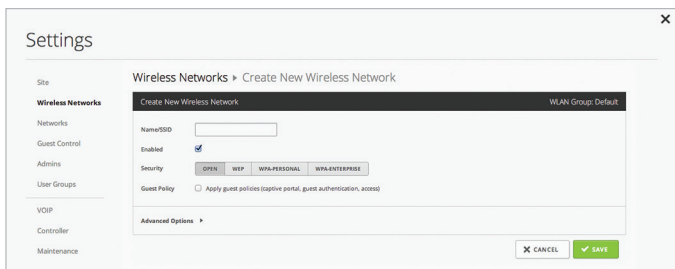 Settings
Site
Wireless Networks
Networks
Guest Control
Admins
User Groups
VOIP
Controller
Maintenance
Wireless Networks ▸ Create New Wireless Network
Create New Wireless Network WLAN Group: Default
Name/SSID
Enabled
Security OPEN WEP WPA-PERSONAL WPA-ENTERPRISE
Guest Policy Apply guest policies (captive portal, guest authentication, access)
Advanced Options ▸
CANCEL SAVE